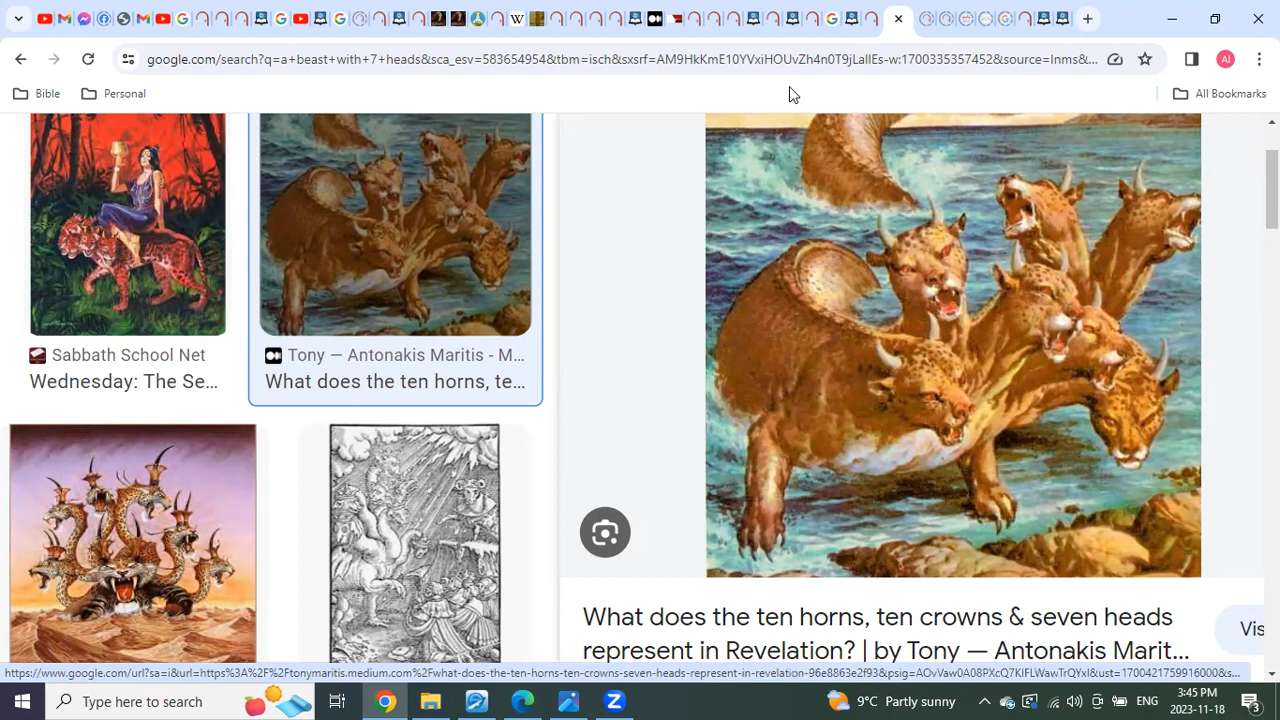 google.com/search?q=a+beast+with+7+heads&sca_esv=583654954&tbm=isch&sxsrf=AM9HkKmE10YVxiHOUvZh4n0T9jLaIlEs-w:1700335357452&source=lnms&...
AI
Bible
Personal
All Bookmarks
Sabbath School Net
Wednesday: The Se...
Tony — Antonakis Maritis - M...
What does the ten horns, te...
What does the ten horns, ten crowns & seven heads
represent in Revelation? | by Tony — Antonakis Marit...
Vis
https://www.google.com/url?sa=i&url=https%3A%2F%2Ftonymaritis.medium.com%2Fwhat-does-the-ten-horns-ten-crowns-seven-heads-represent-in-revelation-96e8863e2f93&psig=AOvVaw0A08PXcQ7KIFLWawTrQYxI&ust=1700421759916000&s...
Type here to search
9°C Partly sunny
ENG
3:45 PM
2023-11-18
3